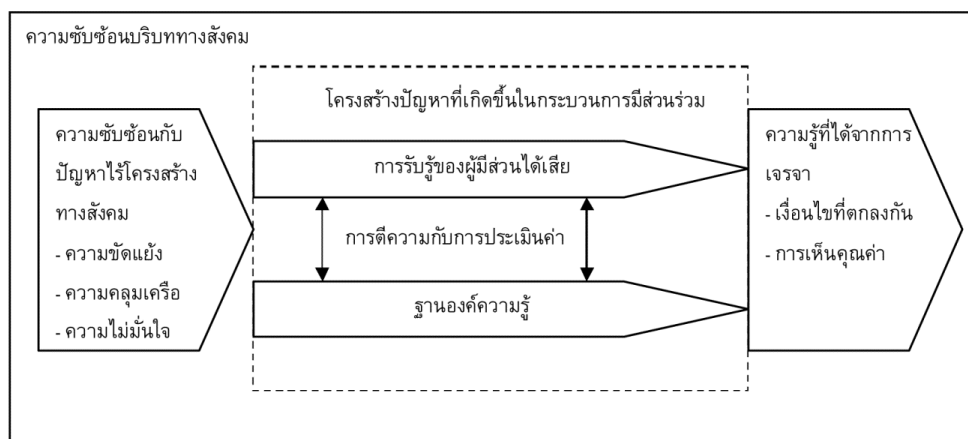 ความซับซ้อนบริบททางสังคม
โครงสร้างปัญหาที่เกิดขึ้นในกระบวนการมีส่วนร่วม
ความซับซ้อนกับ
ปัญหาไร้โครงสร้าง
ทางสังคม
- ความขัดแย้ง
- ความคลุมเครือ
- ความไม่มั่นใจ
การรับรู้ของผู้มีส่วนได้เสีย
การตีความกับการประเมินค่า
ฐานองค์ความรู้
ความรู้ที่ได้จากการ
เจรจา
- เงื่อนไขที่ตกลงกัน
- การเห็นคุณค่า